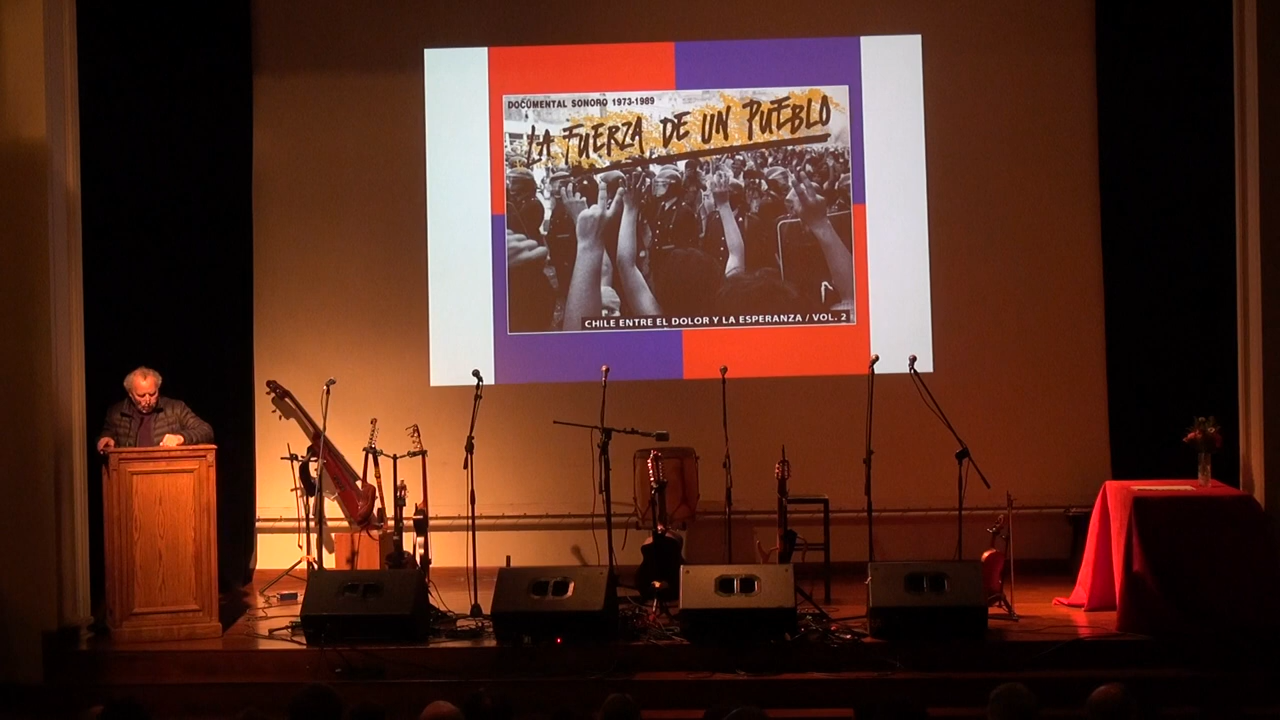 DOCUMENTAL SONORO 1973-1989
LA FUERZA DE UN PUEBLO
CHILE ENTRE EL DOLOR Y LA ESPERANZA / VOL. 2